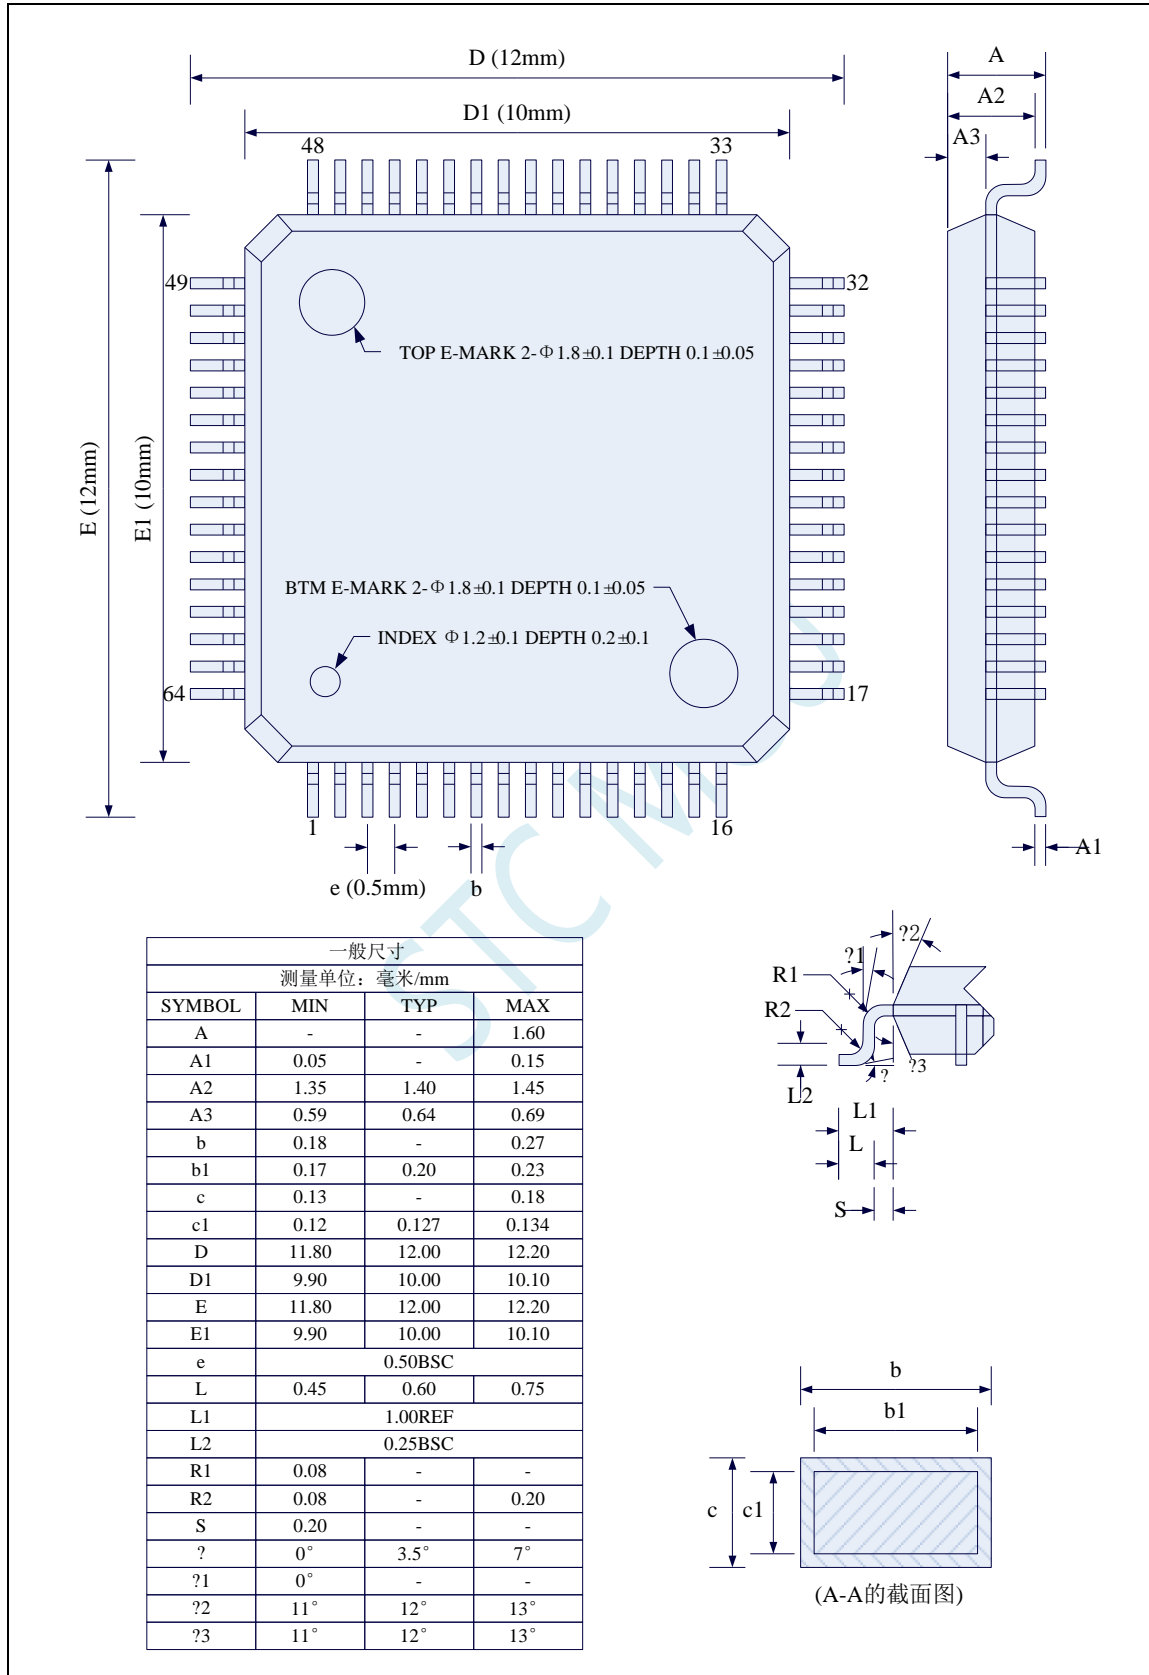 D (12mm)
D1 (10mm)
A
A2
A3
48
33
49
32
TOP E-MARK 2-Φ1.8±0.1 DEPTH 0.1±0.05
E (12mm)
E1 (10mm)
BTM E-MARK 2-Φ1.8±0.1 DEPTH 0.1±0.05
INDEX Φ1.2±0.1 DEPTH 0.2±0.1
64
17
1
16
A1
e (0.5mm)
b
STC MCU
一般尺寸
测量单位：毫米/mm
SYMBOL MIN TYP MAX
A - - 1.60
A1 0.05 - 0.15
A2 1.35 1.40 1.45
A3 0.59 0.64 0.69
b 0.18 - 0.27
b1 0.17 0.20 0.23
c 0.13 - 0.18
c1 0.12 0.127 0.134
D 11.80 12.00 12.20
D1 9.90 10.00 10.10
E 11.80 12.00 12.20
E1 9.90 10.00 10.10
e 0.50BSC
L 0.45 0.60 0.75
L1 1.00REF
L2 0.25BSC
R1 0.08 - -
R2 0.08 - 0.20
S 0.20 - -
? 0° 3.5° 7°
?1 0° - -
?2 11° 12° 13°
?3 11° 12° 13°
?2
?1
R1
R2
?3
?
L2
L1
L
S
b
b1
c
c1
(A-A的截面图)